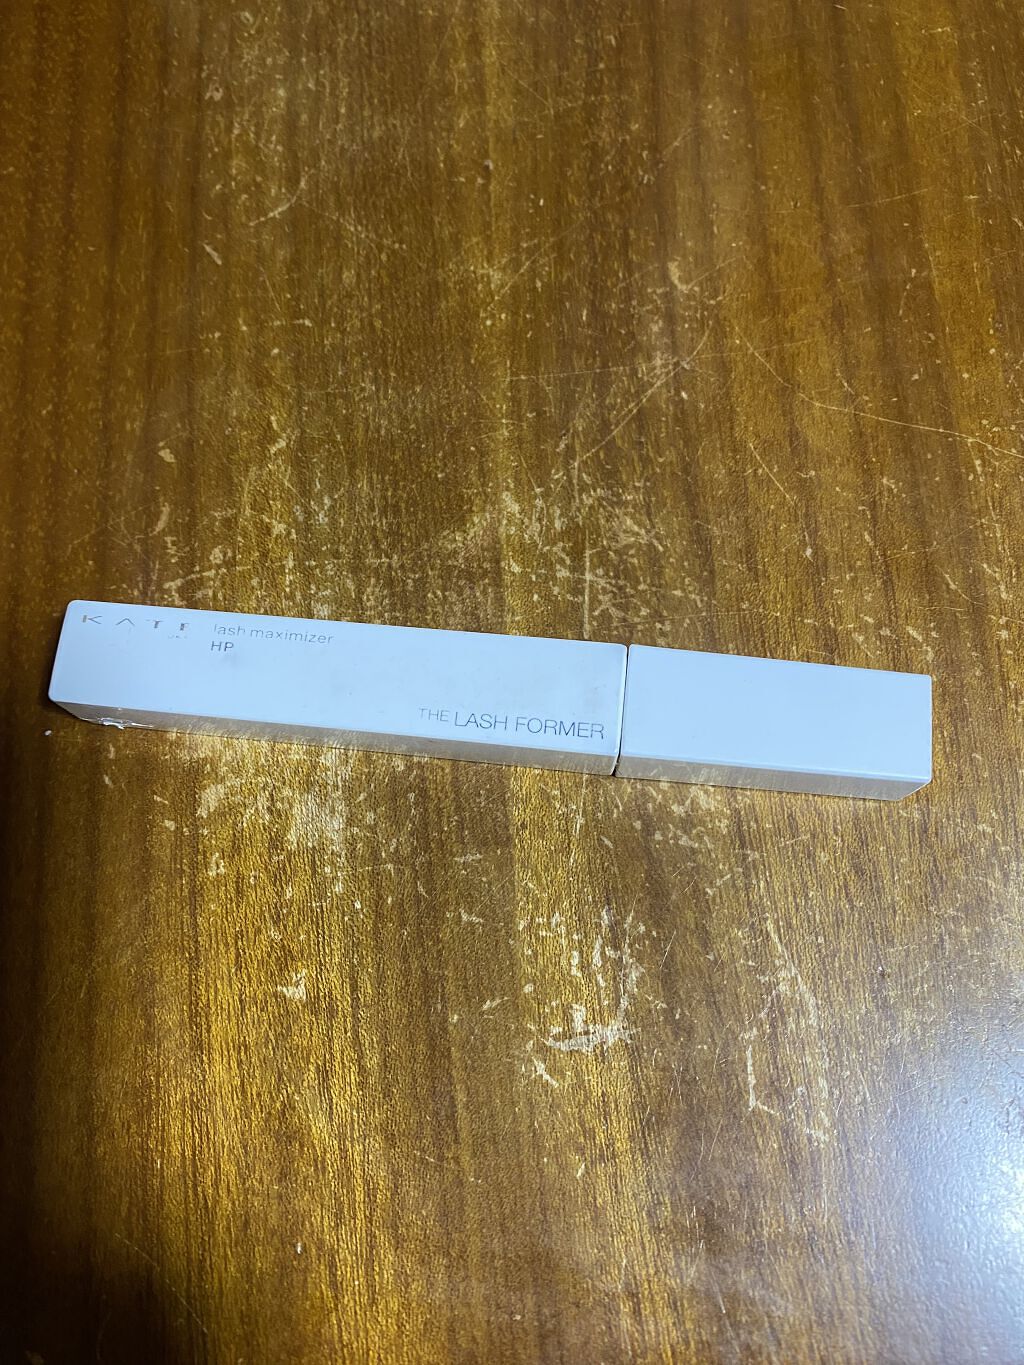 KATE
lash maximizer
HP
THE LASH FORMER